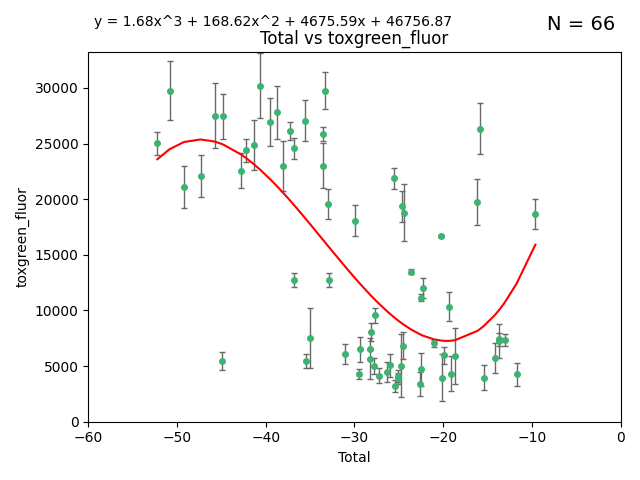 y = 1.68x^3 + 168.62x^2 + 4675.59x + 46756.87
N = 66
Total vs toxgreen_fluor
30000
25000
20000
15000
10000
5000
0
toxgreen_fluor
−60 −50 −40 −30 −20 −10 0
Total